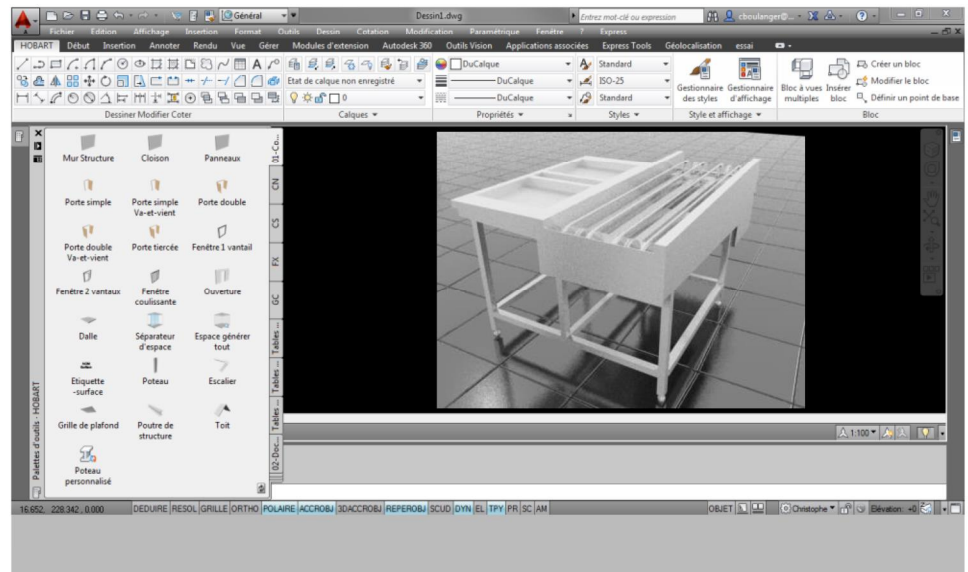 Général
Dessin1.dwg
Entrez mot-clé ou expression
cboulanger@...
Fichier Edition Affichage Insertion Format Outils Dessin Cotation Modification Paramétrique Fenêtre ? Express
HOBART Début Insertion Annoter Rendu Vue Gérer Modules d'extension Autodesk 360 Outils Vision Applications associées Express Tools Géolocalisation essai
DuCalque
Standard
Créer un bloc
Etat de calque non enregistré
DuCalque
ISO-25
Modifier le bloc
0
DuCalque
Standard
Gestionnaire des styles
Gestionnaire d'affichage
Bloc à vues multiples
Insérer bloc
Définir un point de base
Dessiner Modifier Coter
Calques
Propriétés
Styles
Style et affichage
Bloc
Mur Structure
Cloison
Panneaux
Porte simple
Porte simple
Va-et-vient
Porte double
Porte double
Va-et-vient
Porte tiercée
Fenêtre 1 vantail
Fenêtre 2 vantaux
Fenêtre
coulissante
Ouverture
Dalle
Séparateur
d'espace
Espace générer
tout
Etiquette
-surface
Poteau
Escalier
Grille de plafond
Poutre de
structure
Toit
Poteau
personnalisé
01-Co...
CN
CS
FX
GC
Tables ...
Tables ...
Tables ...
02-Doc...
Palettes d'outils - HOBART
1:100
16.652, 228.342, 0.000
DEDUIRE RESOL GRILLE ORTHO POLAIRE ACCROBJ 3DACCROBJ REPEROBJ SCUD DYN EL TPY PR SC AM
OBJET
Christophe
Elévation: +0